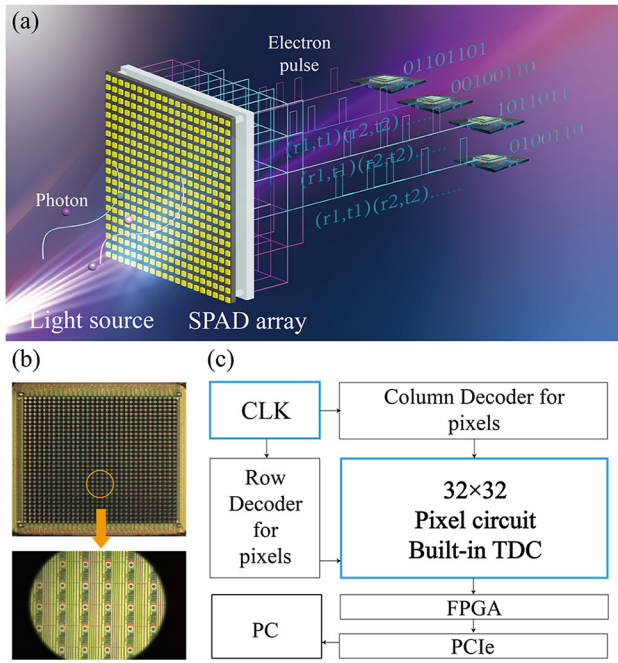 (a)
Electron
pulse
01101101
00100110
1011011
0100110
(r1,t1)(r2,t2)......
(r1,t1)(r2,t2)......
(r1,t1)(r2,t2)......
Photon
Light source
SPAD array
(b)
(c)
CLK
Column Decoder for
pixels
Row
Decoder
for
pixels
32×32
Pixel circuit
Built-in TDC
FPGA
PC
PCIe